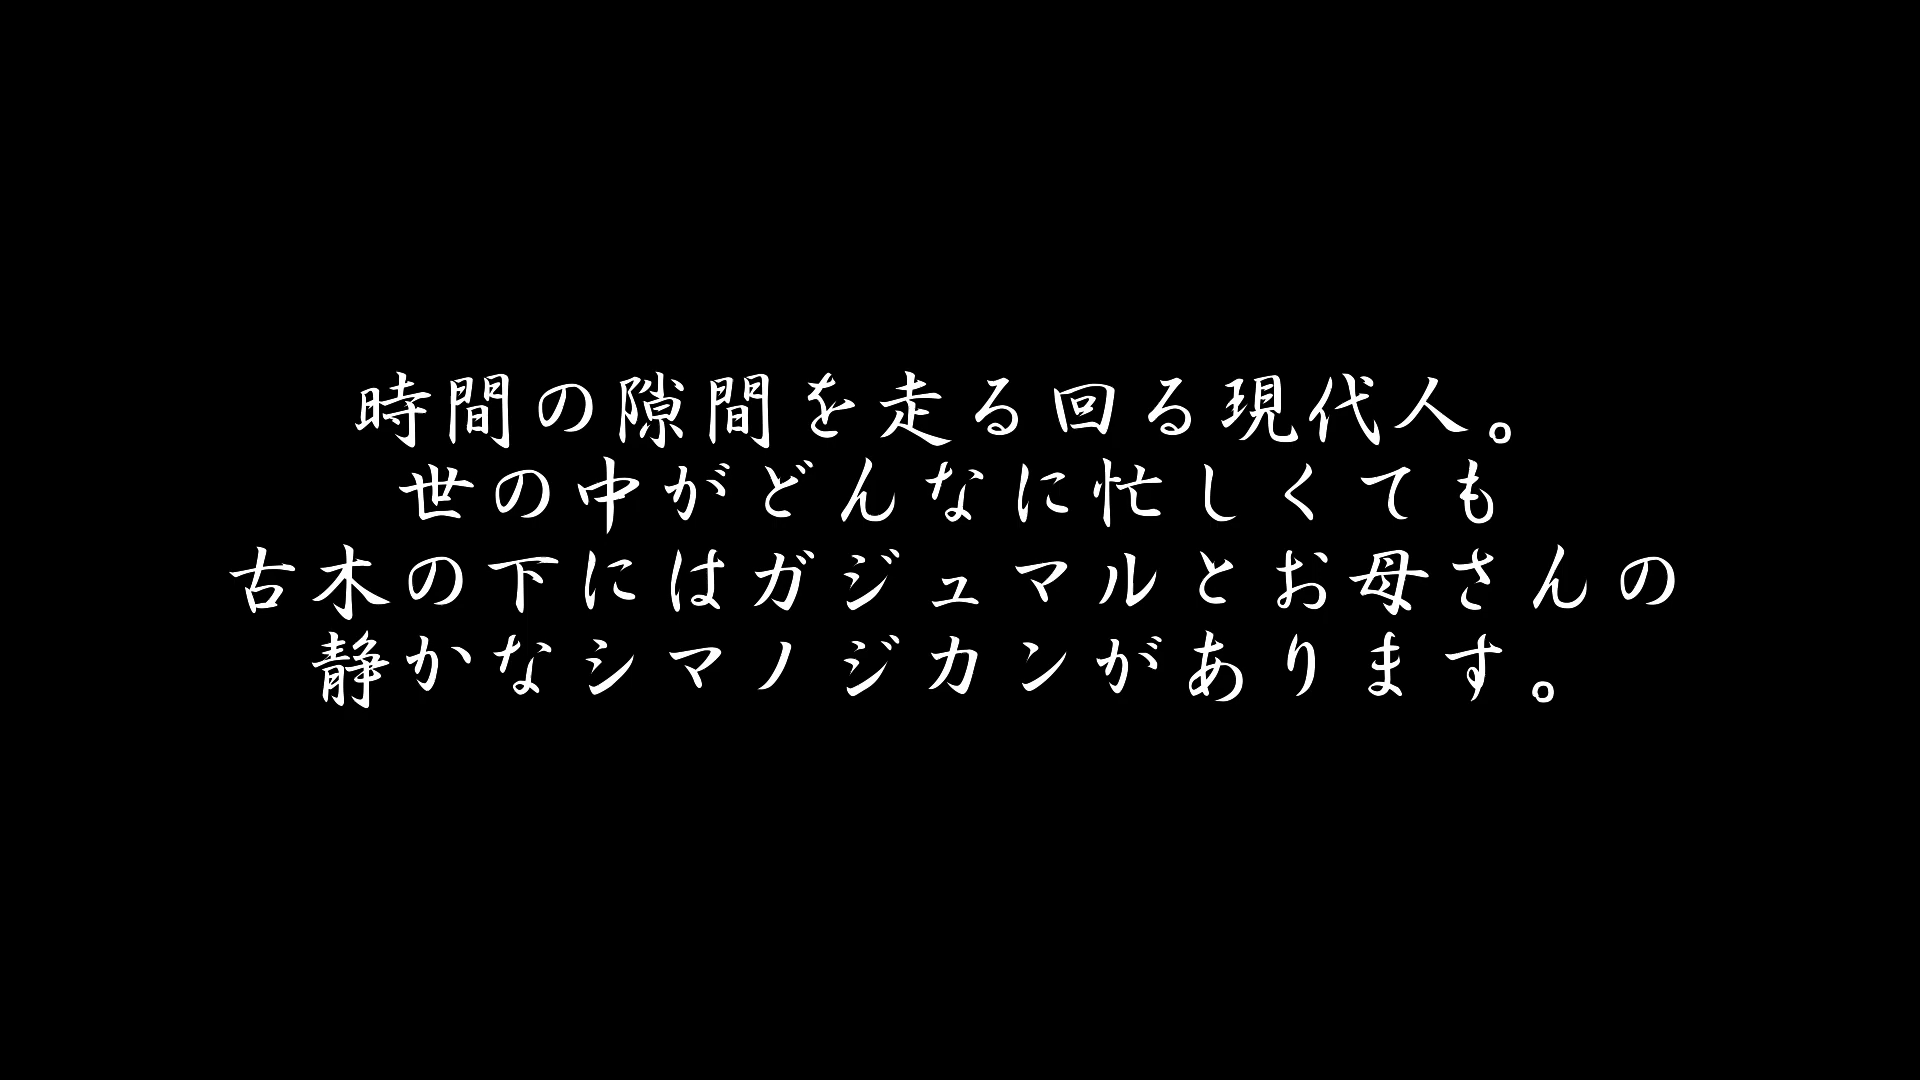 時間の隙間を走る回る現代人。
世の中がどんなに忙しくても
古木の下にはガジュマルとお母さんの
静かなシマノジカンがあります。